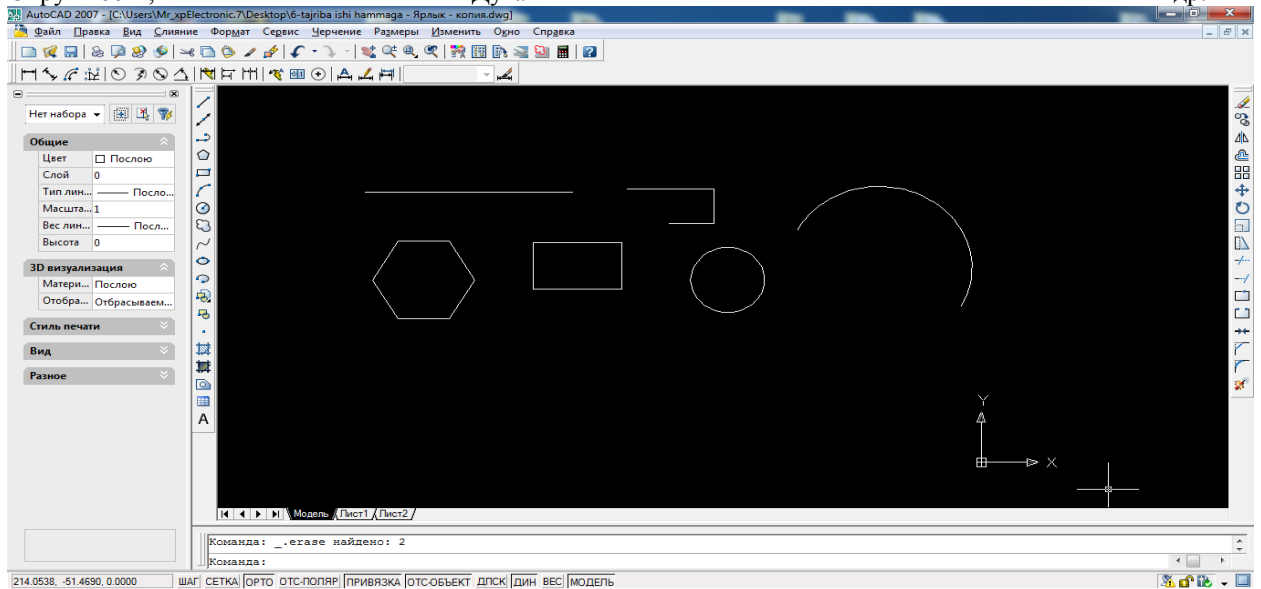 AutoCAD 2007 - [C:\Users\Mr_xpElectronic.7\Desktop\6-tajriba ishi hammaga - Ярлык - копия.dwg]
Файл Правка Вид Слияние Формат Сервис Черчение Размеры Изменить Окно Справка
Нет набора
Общие
Цвет Послою
Слой 0
Тип лин... Посло...
Масшта... 1
Вес лин... Посл...
Высота 0
3D визуализация
Матери... Послою
Отобра... Отбрасываем...
Стиль печати
Вид
Разное
A
Y
X
Модель Лист1 Лист2
Команда: _.erase найдено: 2
Команда:
214.0538, -51.4690, 0.0000 ШАГ СЕТКА ОРТО ОТС-ПОЛЯР ПРИВЯЗКА ОТС-ОБЪЕКТ ДПСК ДИН ВЕС МОДЕЛЬ